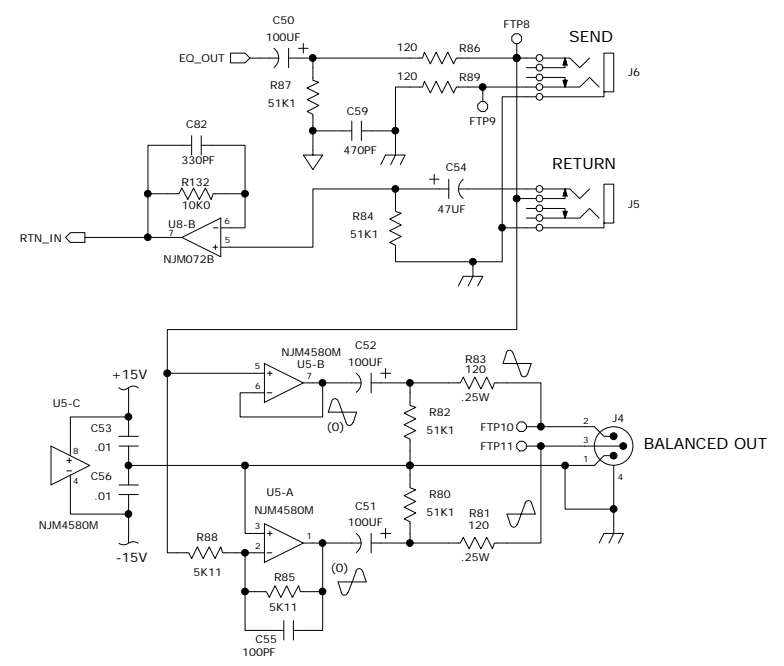 C50
100UF
+
EQ_OUT
FTP8
SEND
120
R86
J6
R87
51K1
120
R89
C59
470PF
FTP9
C82
330PF
R132
10K0
U8-B
7
6
5
-
+
NJM072B
RTN_IN
+
C54
47UF
RETURN
J5
R84
51K1
C52
100UF
+
NJM4580M
U5-B
5
6
7
+
-
(0)
R83
120
.25W
+15V
U5-C
C53
.01
C56
.01
8
4
+
-
NJM4580M
-15V
R82
51K1
FTP10
FTP11
J4
2
3
1
4
BALANCED OUT
U5-A
NJM4580M
3
2
1
+
-
C51
100UF
+
(0)
R80
51K1
R81
120
.25W
R88
5K11
R85
5K11
C55
100PF